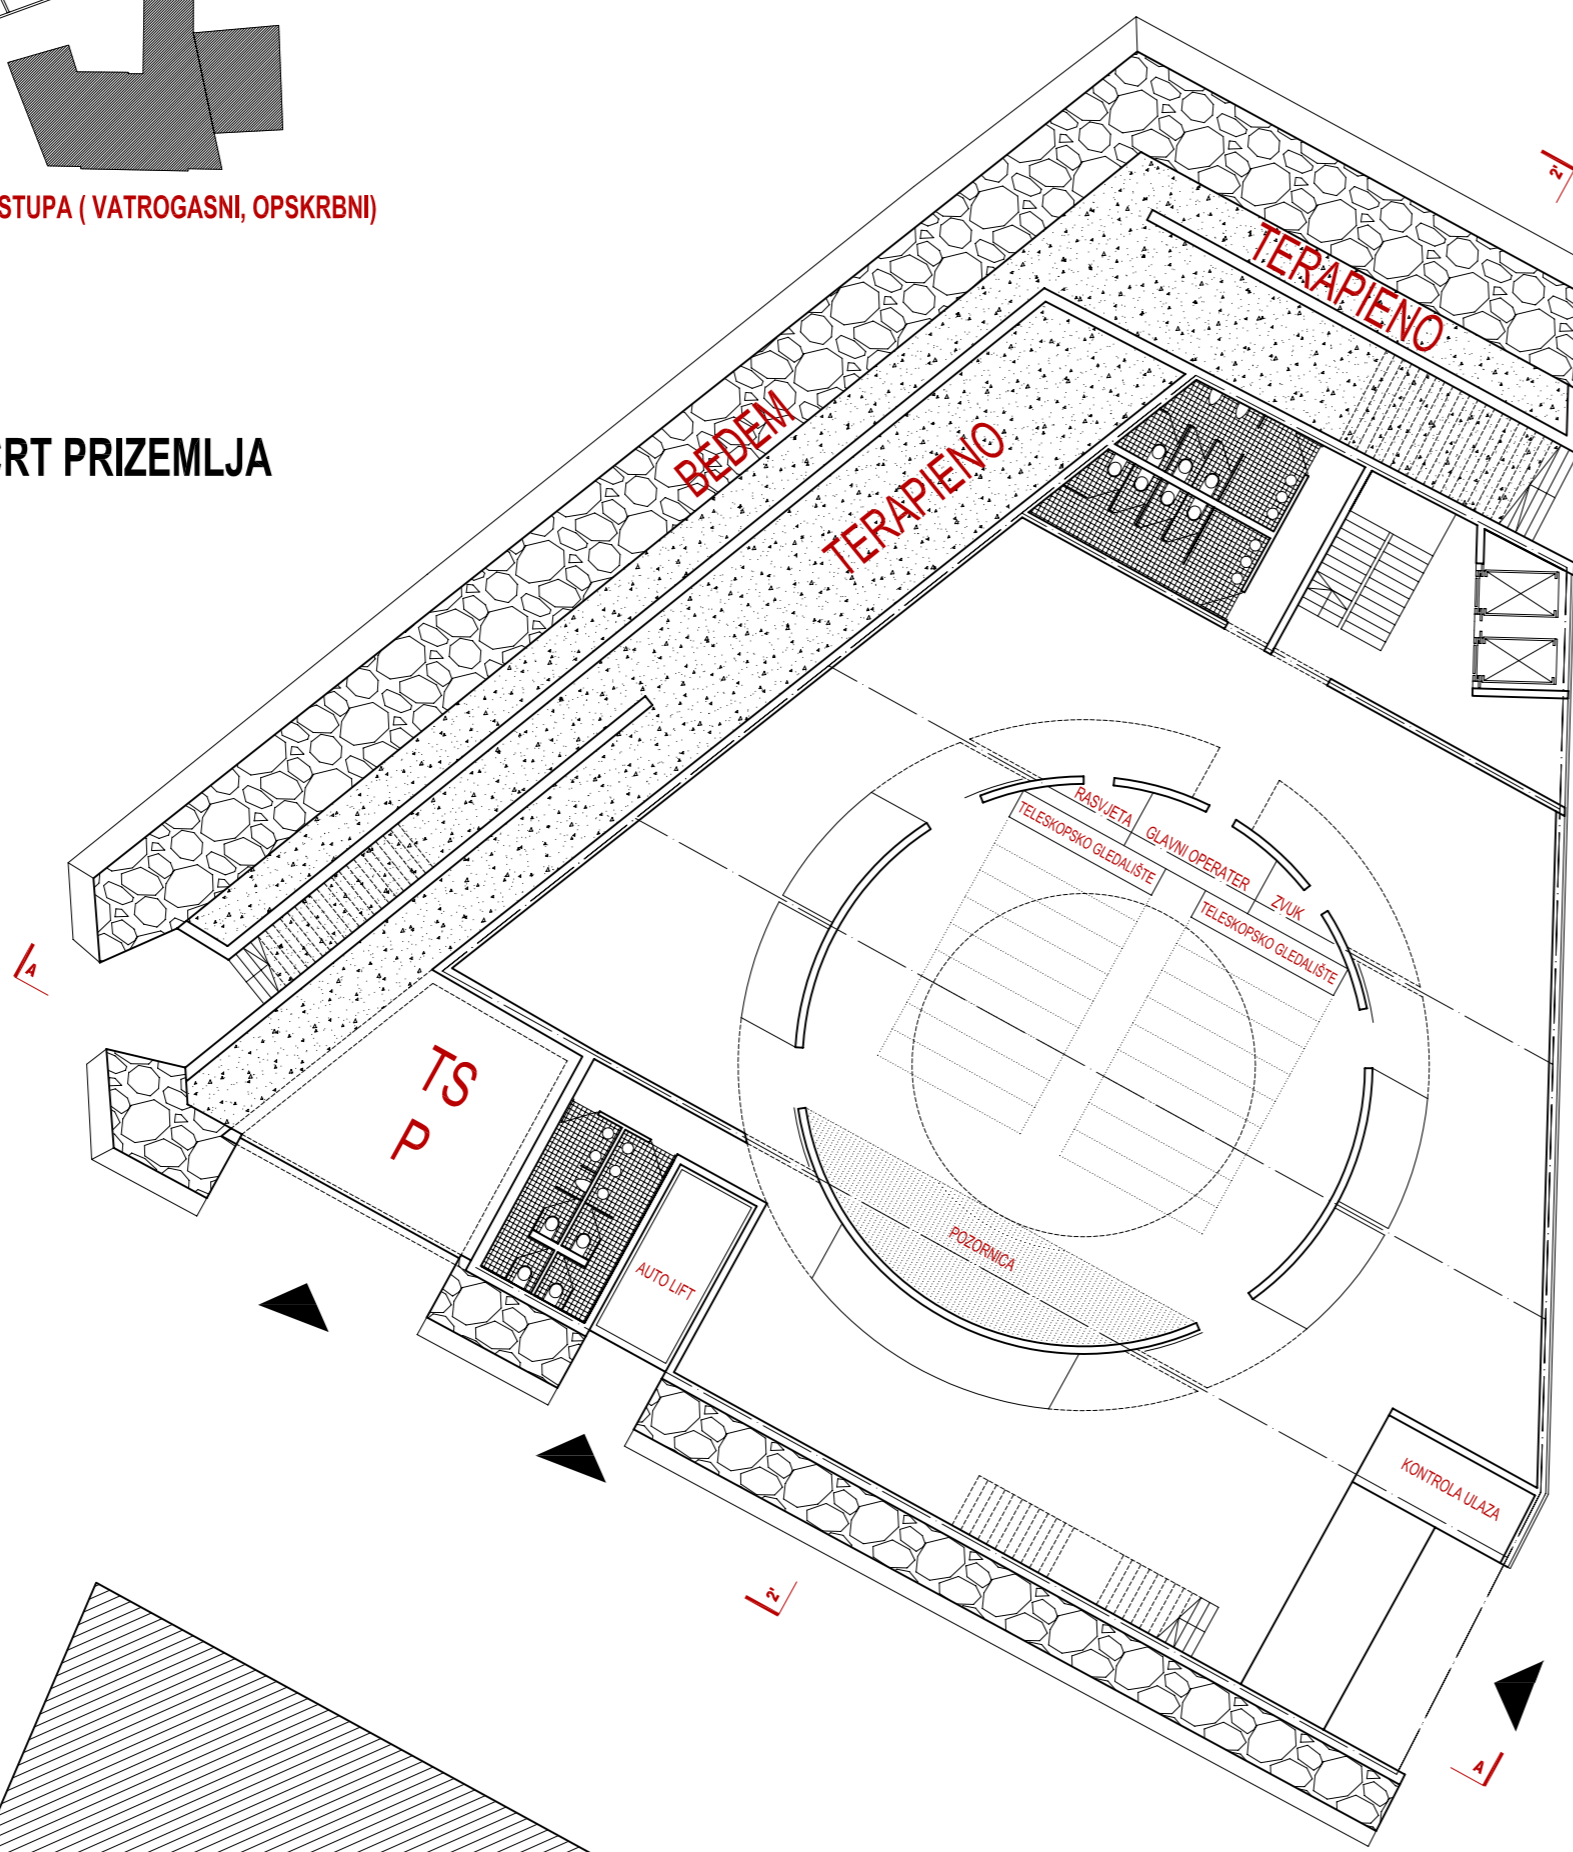 STUPA ( VATROGASNI, OPSKRBNI)
2'
TERAPIENO
CRT PRIZEMLJA
BEDEM
TERAPIENO
RASVJETA
GLAVNI OPERATER
ZVUK
TELESKOPSKO GLEDALIŠTE
TELESKOPSKO GLEDALIŠTE
A
TS
P
POZORNICA
AUTO LIFT
KONTROLA ULAZA
2'
A